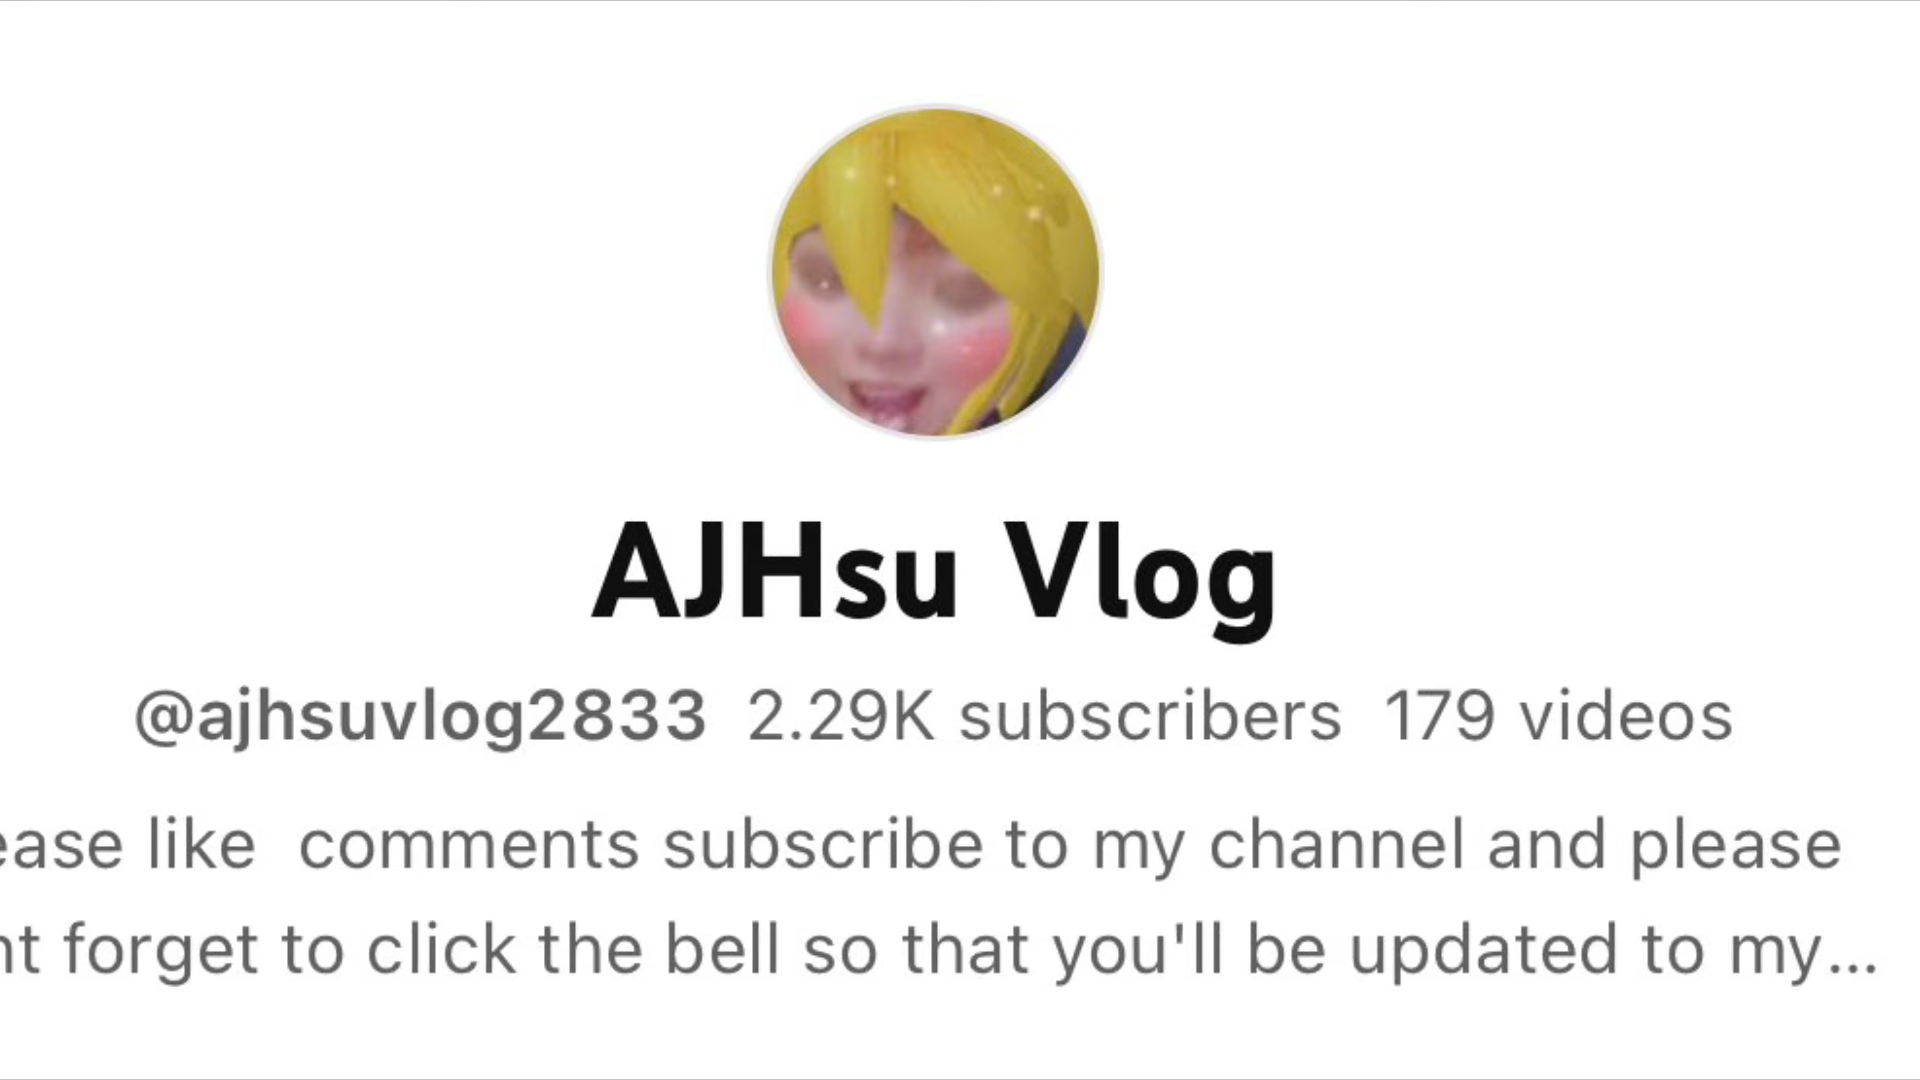 AJHsu Vlog
@ajhsuvlog2833 2.29K subscribers 179 videos
ease like comments subscribe to my channel and please
nt forget to click the bell so that you'll be updated to my...